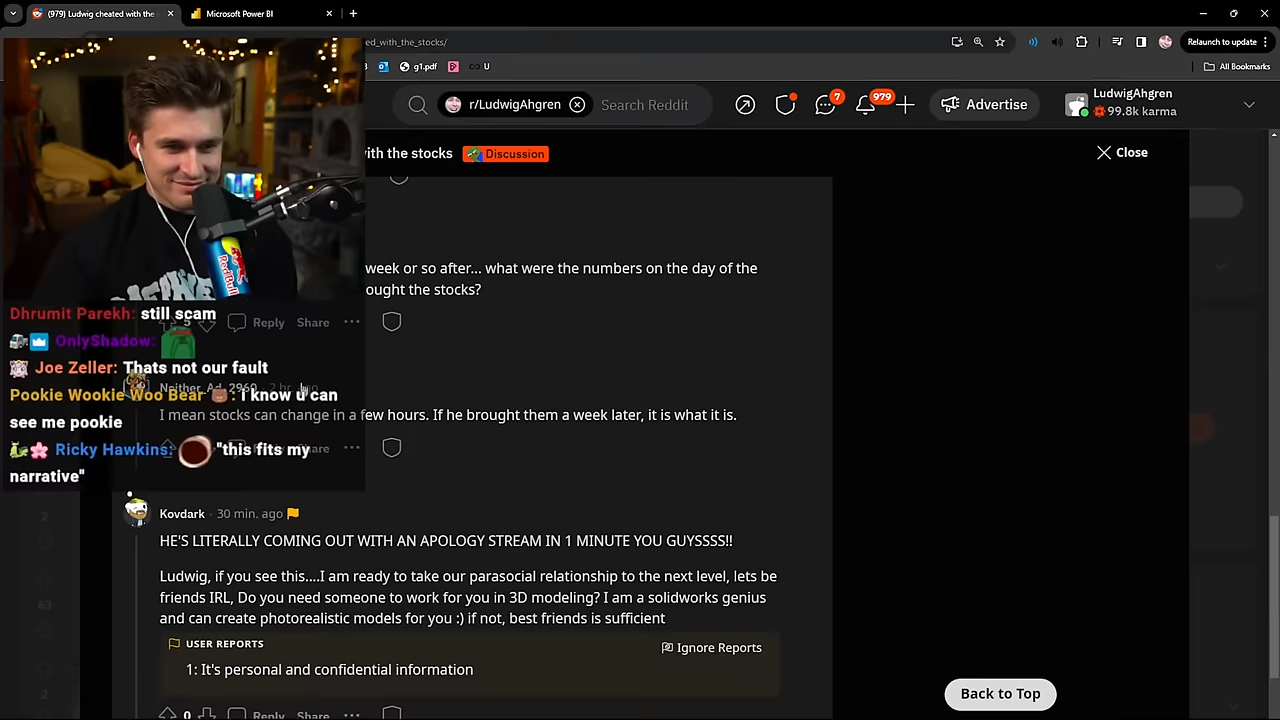 (979) Ludwig cheated with the
Microsoft Power BI
ed_with_the_stocks/
Relaunch to update
g1.pdf
U
All Bookmarks
r/LudwigAhgren
Search Reddit
7
979
Advertise
LudwigAhgren
99.8k karma
with the stocks
Discussion
Close
week or so after... what were the numbers on the day of the
ought the stocks?
5
Reply
Share
Red Bull
Dhrumit Parekh: still scam
OnlyShadow:
Joe Zeller: Thats not our fault
Pookie Wookie Woo Bear : I know u can
see me pookie
Ricky Hawkins: "this fits my
narrative"
Neither_Ad_2960
I mean stocks can change in a few hours. If he brought them a week later, it is what it is.
Share
Kovdark · 30 min. ago
HE'S LITERALLY COMING OUT WITH AN APOLOGY STREAM IN 1 MINUTE YOU GUYSSSS!!
Ludwig, if you see this....I am ready to take our parasocial relationship to the next level, lets be
friends IRL, Do you need someone to work for you in 3D modeling? I am a solidworks genius
and can create photorealistic models for you :) if not, best friends is sufficient
USER REPORTS
Ignore Reports
1: It's personal and confidential information
0
Reply
Share
Back to Top